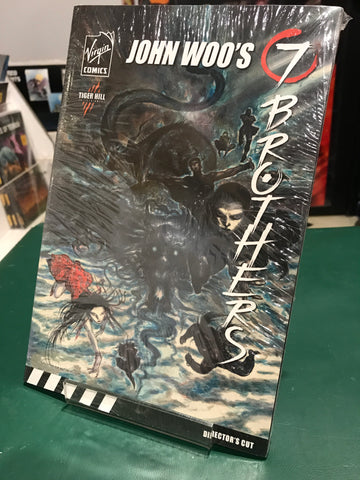 Virgin
COMICS
JOHN WOO'S
7 BROTHERS
TIGER HILL
DIRECTOR'S CUT